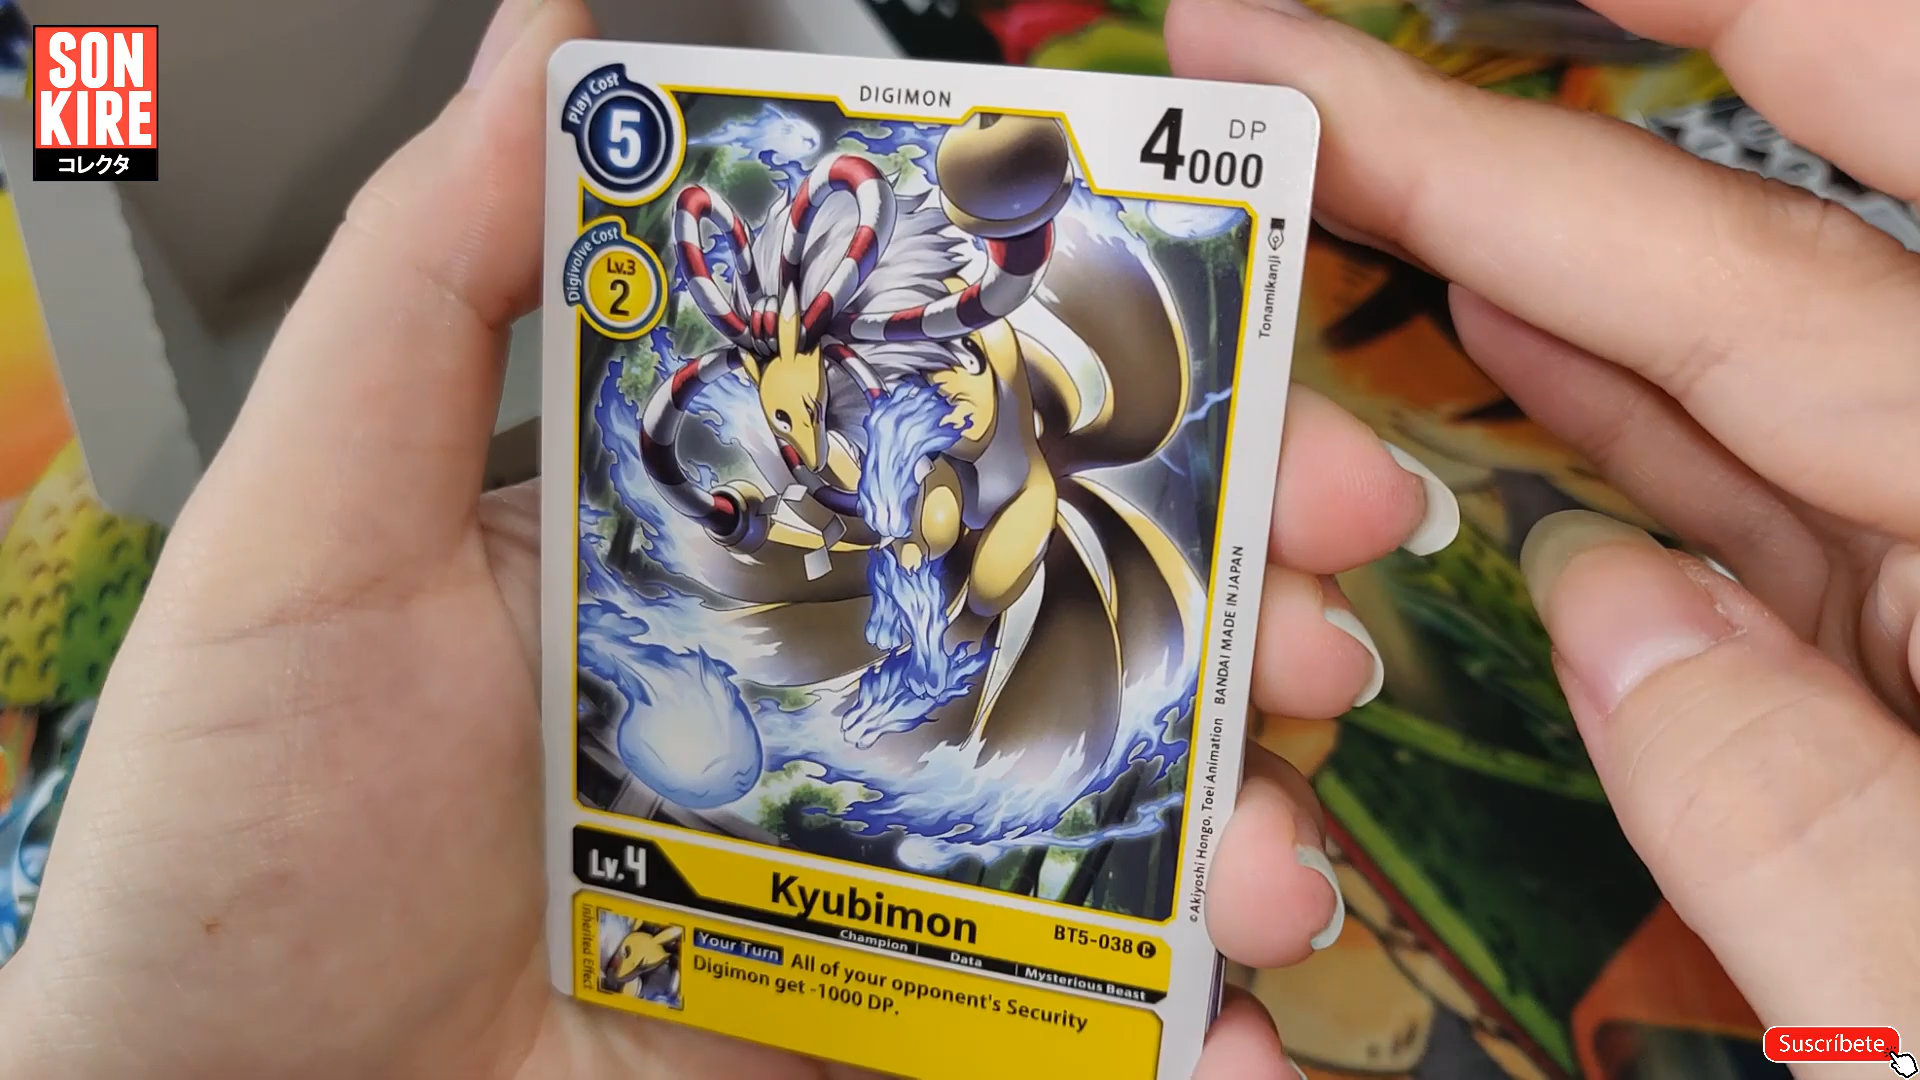 SON
KIRE
コレクタ
DIGIMON
Play Cost
5
DP
4000
Digivolve Cost
Lv.3
2
Tonamikanji
©Akiyoshi Hongo, Toei Animation BANDAI MADE IN JAPAN
Lv.4
Kyubimon
BT5-038 C
Champion Data Mysterious Beast
Inherited Effect
Your Turn All of your opponent's Security
Digimon get -1000 DP.
Suscríbete